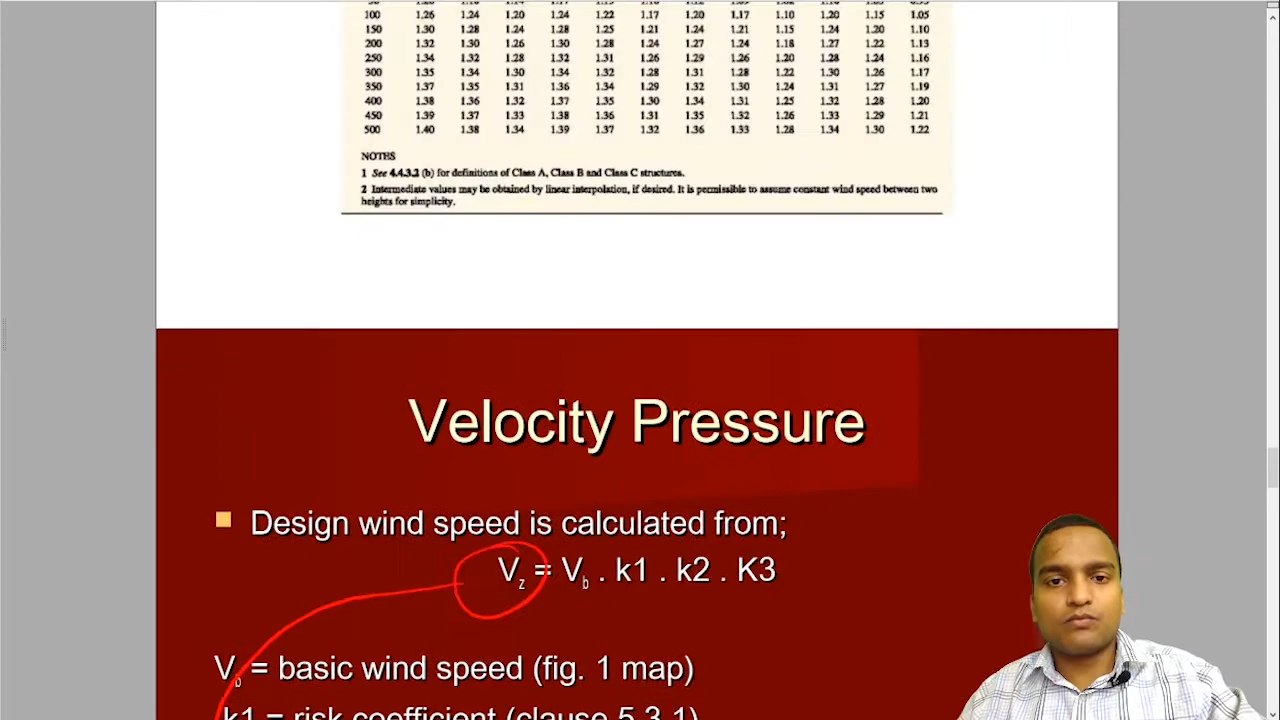 100 1.26 1.24 1.20 1.24 1.22 1.17 1.20 1.17 1.10 1.20 1.15 1.05
150 1.30 1.28 1.24 1.28 1.25 1.21 1.24 1.21 1.15 1.24 1.20 1.10
200 1.32 1.30 1.26 1.30 1.28 1.24 1.27 1.24 1.18 1.27 1.22 1.13
250 1.34 1.32 1.28 1.32 1.31 1.26 1.29 1.26 1.20 1.28 1.24 1.16
300 1.35 1.34 1.30 1.34 1.32 1.28 1.31 1.28 1.22 1.30 1.26 1.17
350 1.37 1.35 1.31 1.36 1.34 1.29 1.32 1.30 1.24 1.31 1.27 1.19
400 1.38 1.36 1.32 1.37 1.35 1.30 1.34 1.31 1.25 1.32 1.28 1.20
450 1.39 1.37 1.33 1.38 1.36 1.31 1.35 1.32 1.26 1.33 1.29 1.21
500 1.40 1.38 1.34 1.39 1.37 1.32 1.36 1.33 1.28 1.34 1.30 1.22
NOTES
1 See 4.4.3.2 (b) for definitions of Class A, Class B and Class C structures.
2 Intermediate values may be obtained by linear interpolation, if desired. It is permissible to assume constant wind speed between two
heights for simplicity.
Velocity Pressure
Design wind speed is calculated from;
Vz = Vb . k1 . k2 . K3
Vb = basic wind speed (fig. 1 map)
k1 = risk coefficient (clause 5.3.1)